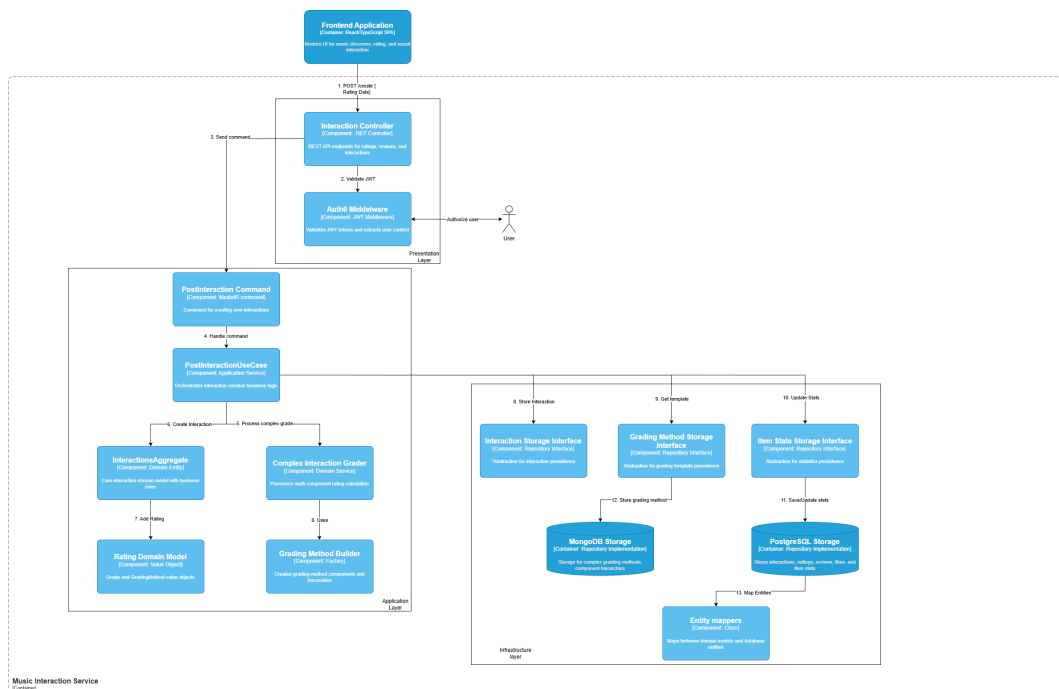 Frontend Application
[Container: React/TypeScript SPA]
Modern UI for music discovery, rating, and social
interaction
1. POST /create (
Rating Data)
Interaction Controller
[Component: .NET Controller]
REST API endpoints for ratings, reviews, and
interactions
3. Send command
2. Validate JWT
Auth0 Middelware
[Component: JWT Middleware]
Validates JWT tokens and extracts user context
Authorize user
User
Presentation
Layer
PostInteraction Command
[Component: MediatR command]
Command for creating new interactions
4. Handle command
PostInteractionUseCase
[Component: Application Service]
Orchestrates interaction creation business logic
6. Create Interaction
5. Process complex grade
InteractionsAggregate
[Component: Domain Entity]
Core interaction domain model with business
rules
Complex Interaction Grader
[Component: Domain Service]
Processes multi-component rating calculation
7. Add Rating
6. Uses
Rating Domain Model
[Component: Value Object]
Grade and GradingMethod value objects
Grading Method Builder
[Component: Factory]
Creates grading method components and
hierarchies
Application
Layer
8. Store Interaction
9. Get template
10. Update Stats
Interaction Storage Interface
[Component: Repository Interface]
"Abstraction for interaction persistence
Grading Method Storage
Interface
[Component: Repository Interface]
Abstraction for grading template persistence
Item Stats Storage Interface
[Component: Repository Interface]
Abstraction for statistics persistence
12. Store grading method
11. Save/Update stats
MongoDB Storage
[Container: Repository Implementation]
Storage for complex grading methods,
component hierarchies
PostgreSQL Storage
[Container: Repository Implementation]
Stores interactions, ratings, reviews, likes, and
item stats
13. Map Entities
Entity mappers
[Component: Class]
Maps between domain models and database
entities
Infrastructure
layer
Music Interaction Service
[Container]